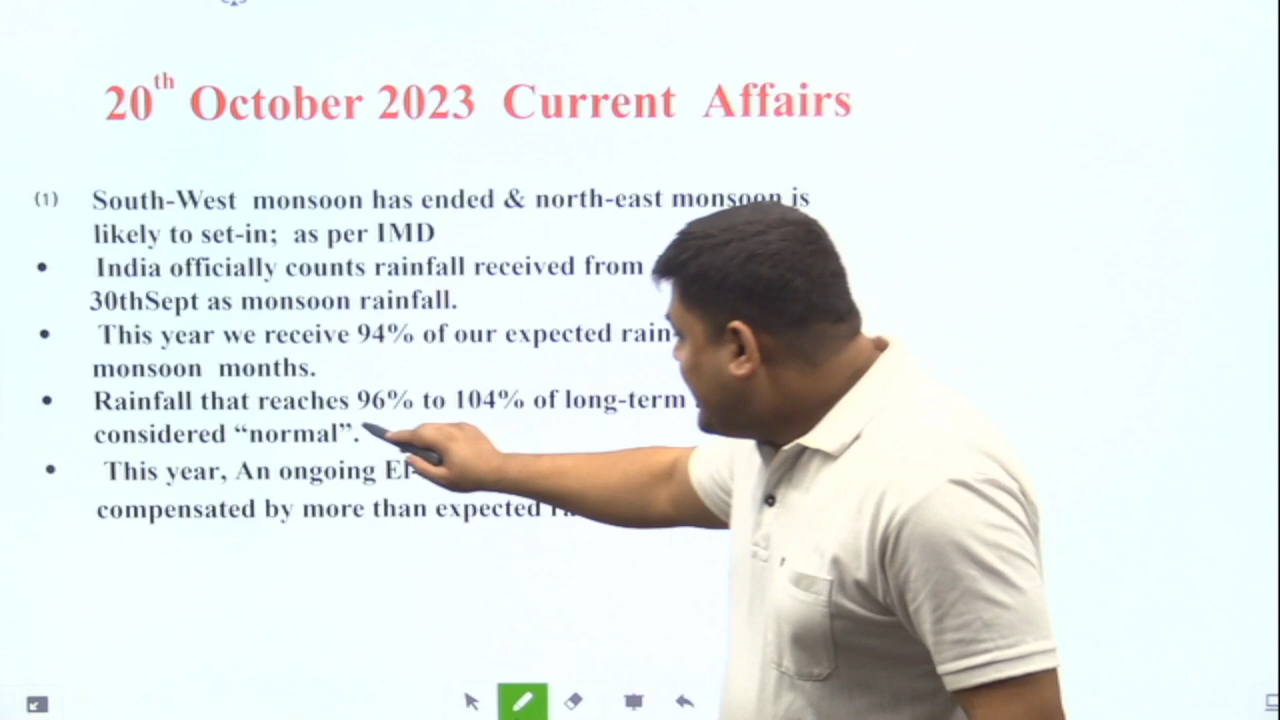 20th October 2023 Current Affairs
(1) South-West monsoon has ended & north-east monsoon is
likely to set-in; as per IMD
• India officially counts rainfall received from
30thSept as monsoon rainfall.
• This year we receive 94% of our expected rain
monsoon months.
• Rainfall that reaches 96% to 104% of long-term
considered “normal”.
• This year, An ongoing
compensated by more than expected